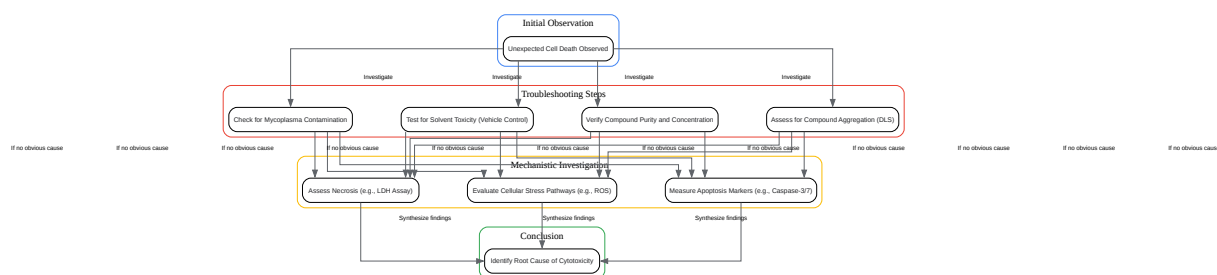 Initial Observation
Unexpected Cell Death Observed
Investigate Investigate Investigate Investigate
Troubleshooting Steps
Check for Mycoplasma Contamination Test for Solvent Toxicity (Vehicle Control) Verify Compound Purity and Concentration Assess for Compound Aggregation (DLS)
If no obvious cause If no obvious cause If no obvious cause If no obvious cause If no obvious cause If no obvious cause If no obvious cause If no obvious cause If no obvious cause If no obvious cause If no obvious cause If no obvious caus
Mechanistic Investigation
Assess Necrosis (e.g., LDH Assay) Evaluate Cellular Stress Pathways (e.g., ROS) Measure Apoptosis Markers (e.g., Caspase-3/7)
Synthesize findings Synthesize findings Synthesize findings
Conclusion
Identify Root Cause of Cytotoxicity